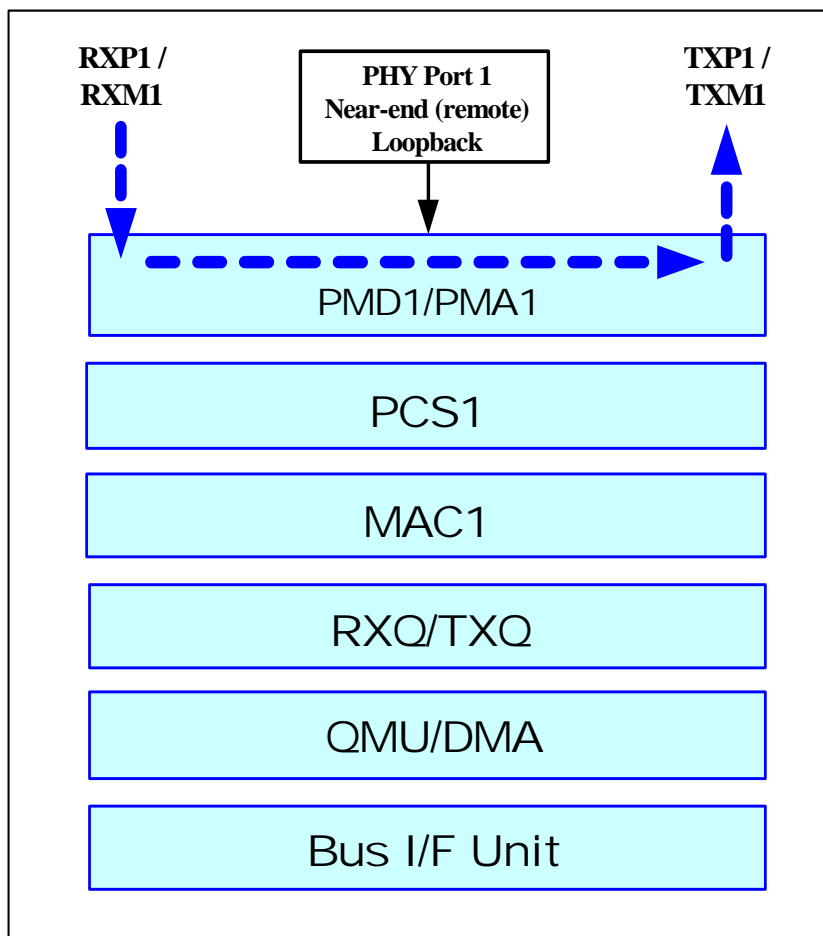 RXP1 /
RXM1
PHY Port 1
Near-end (remote)
Loopback
TXP1 /
TXM1
PMD1/PMA1
PCS1
MAC1
RXQ/TXQ
QMU/DMA
Bus I/F Unit